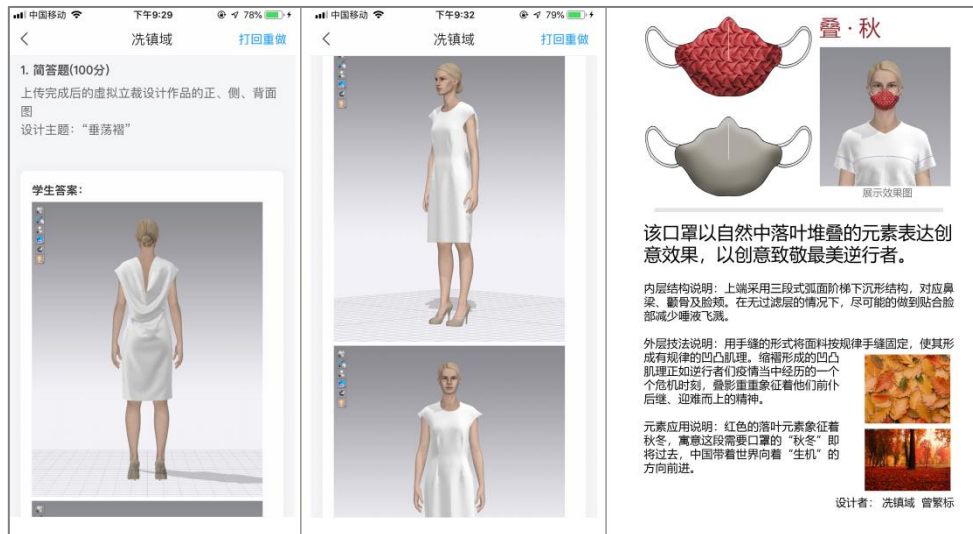 中国移动
下午9:29
78%
冼镇域
打回重做
1. 简答题(100分)
上传完成后的虚拟立裁设计作品的正、侧、背面
图
设计主题：“垂荡褶”
学生答案：
中国移动
下午9:32
79%
冼镇域
打回重做
叠·秋
展示效果图
该口罩以自然中落叶堆叠的元素表达创
意效果，以创意致敬最美逆行者。
内层结构说明：上端采用三段式弧面阶梯下沉形结构，对应鼻
梁、颧骨及脸颊。在无过滤层的情况下，尽可能的做到贴合脸
部减少唾液飞溅。
外层技法说明：用手缝的形式将面料按规律手缝固定，使其形
成有规律的凹凸肌理。缩褶形成的凹凸
肌理正如逆行者们疫情当中经历的一个
个危机时刻，叠影重重象征着他们前仆
后继、迎难而上的精神。
元素应用说明：红色的落叶元素象征着
秋冬，寓意这段需要口罩的“秋冬”即
将过去，中国带着世界向着“生机”的
方向前进。
设计者： 冼镇域 曾繁标